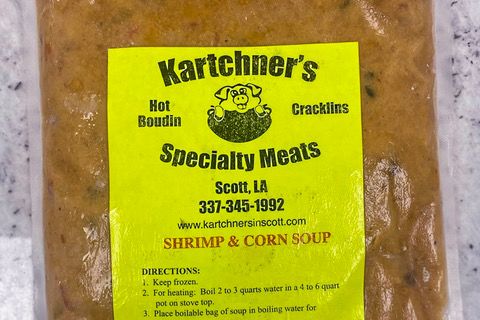 Kartchner's
Hot
Boudin
Cracklins
Specialty Meats
Scott, LA
337-345-1992
www.kartchnersinscott.com
SHRIMP & CORN SOUP
DIRECTIONS:
1. Keep frozen.
2. For heating: Boil 2 to 3 quarts water in a 4 to 6 quart
pot on stove top.
3. Place boilable bag of soup in boiling water for